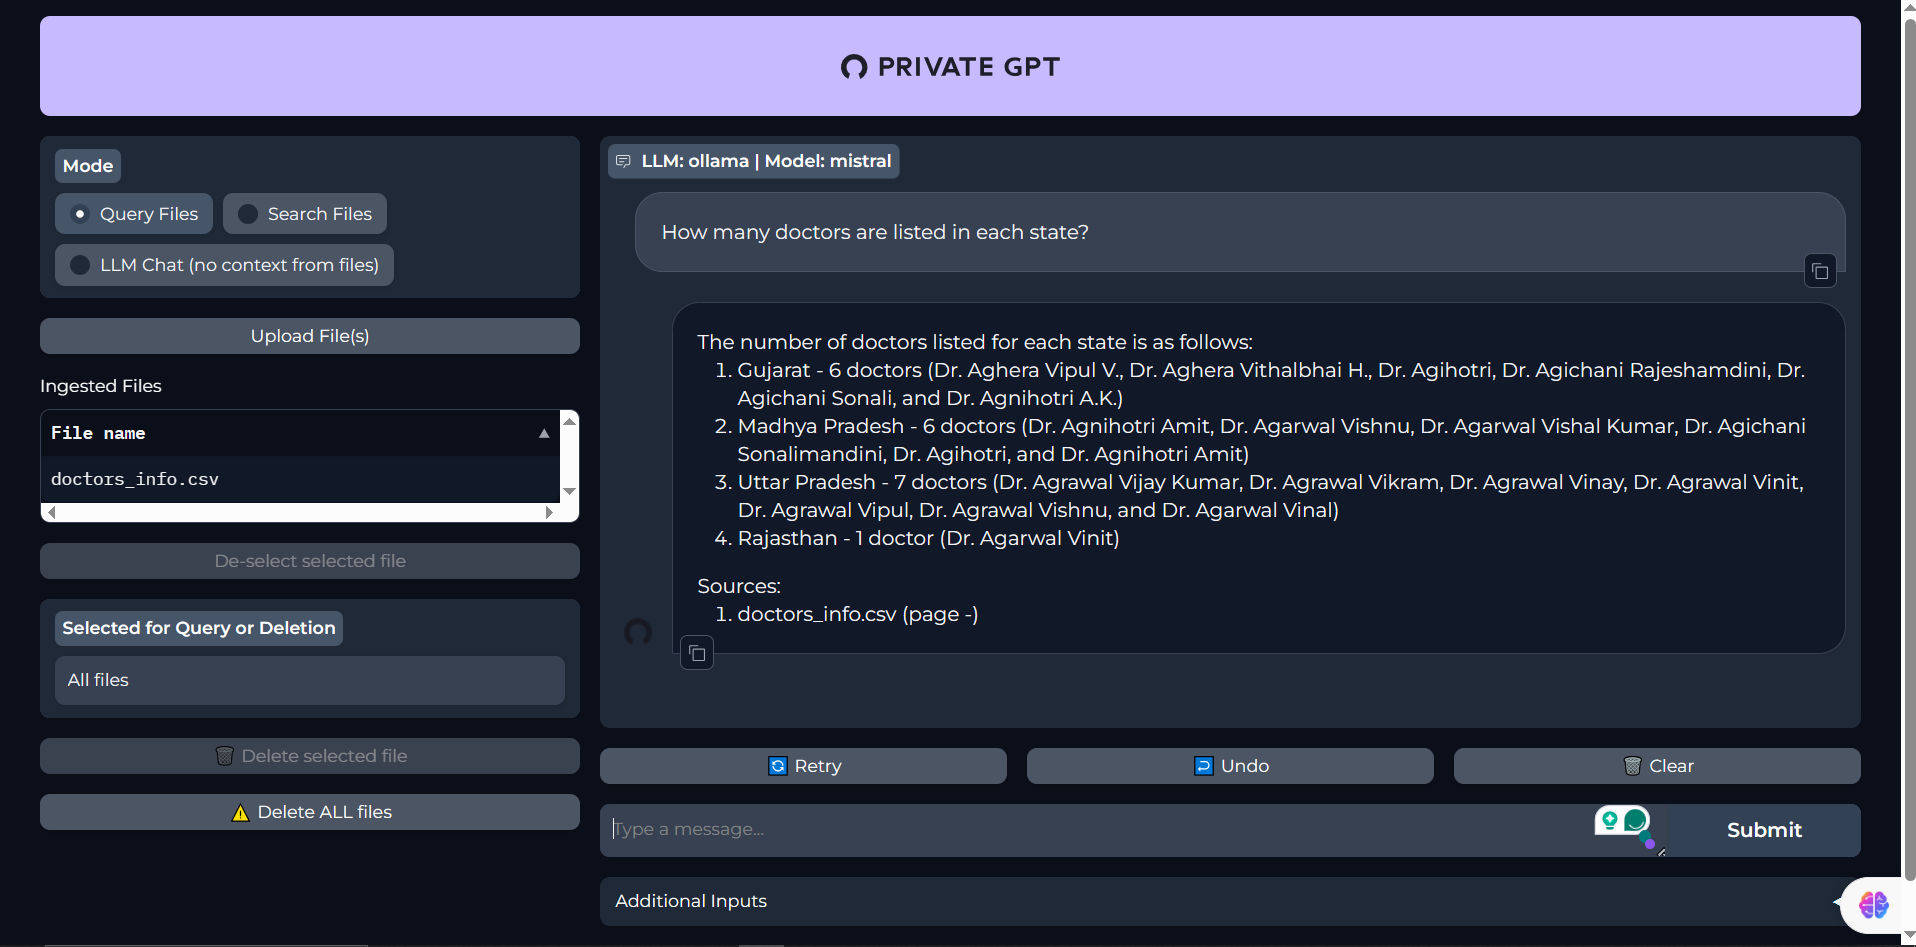 PRIVATE GPT
Mode
Query Files
Search Files
LLM Chat (no context from files)
Upload File(s)
Ingested Files
File name
doctors_info.csv
De-select selected file
Selected for Query or Deletion
All files
Delete selected file
Delete ALL files
LLM: ollama | Model: mistral
How many doctors are listed in each state?
The number of doctors listed for each state is as follows:
1. Gujarat - 6 doctors (Dr. Aghera Vipul V., Dr. Aghera Vithalbhai H., Dr. Agihotri, Dr. Agichani Rajeshamdini, Dr.
Agichani Sonali, and Dr. Agnihotri A.K.)
2. Madhya Pradesh - 6 doctors (Dr. Agnihotri Amit, Dr. Agarwal Vishnu, Dr. Agarwal Vishal Kumar, Dr. Agichani
Sonalimandini, Dr. Agihotri, and Dr. Agnihotri Amit)
3. Uttar Pradesh - 7 doctors (Dr. Agrawal Vijay Kumar, Dr. Agrawal Vikram, Dr. Agrawal Vinay, Dr. Agrawal Vinit,
Dr. Agrawal Vipul, Dr. Agrawal Vishnu, and Dr. Agarwal Vinal)
4. Rajasthan - 1 doctor (Dr. Agarwal Vinit)
Sources:
1. doctors_info.csv (page -)
Retry
Undo
Clear
Type a message...
Submit
Additional Inputs